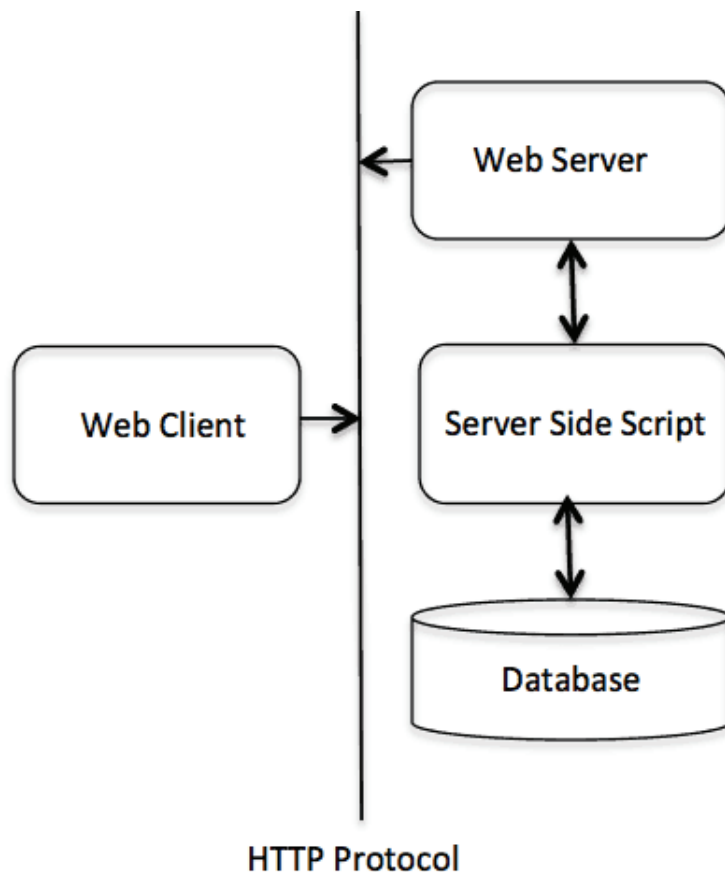 Web Server
Web Client
Server Side Script
Database
HTTP Protocol